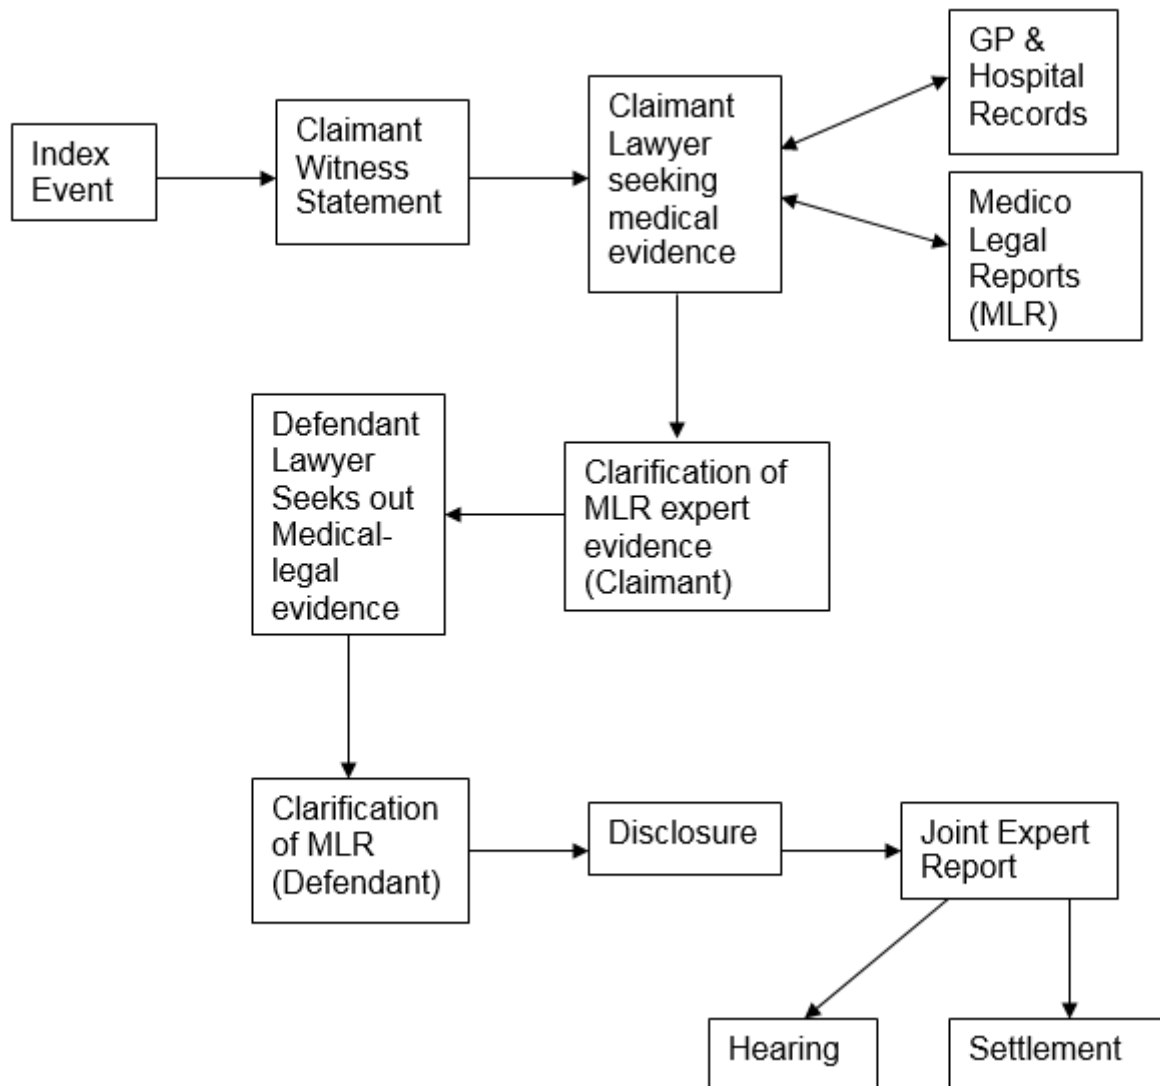 Index
Event
Claimant
Witness
Statement
Claimant
Lawyer
seeking
medical
evidence
GP &
Hospital
Records
Medico
Legal
Reports
(MLR)
Defendant
Lawyer
Seeks out
Medical-
legal
evidence
Clarification of
MLR expert
evidence
(Claimant)
Clarification
of MLR
(Defendant)
Disclosure
Joint Expert
Report
Hearing
Settlement